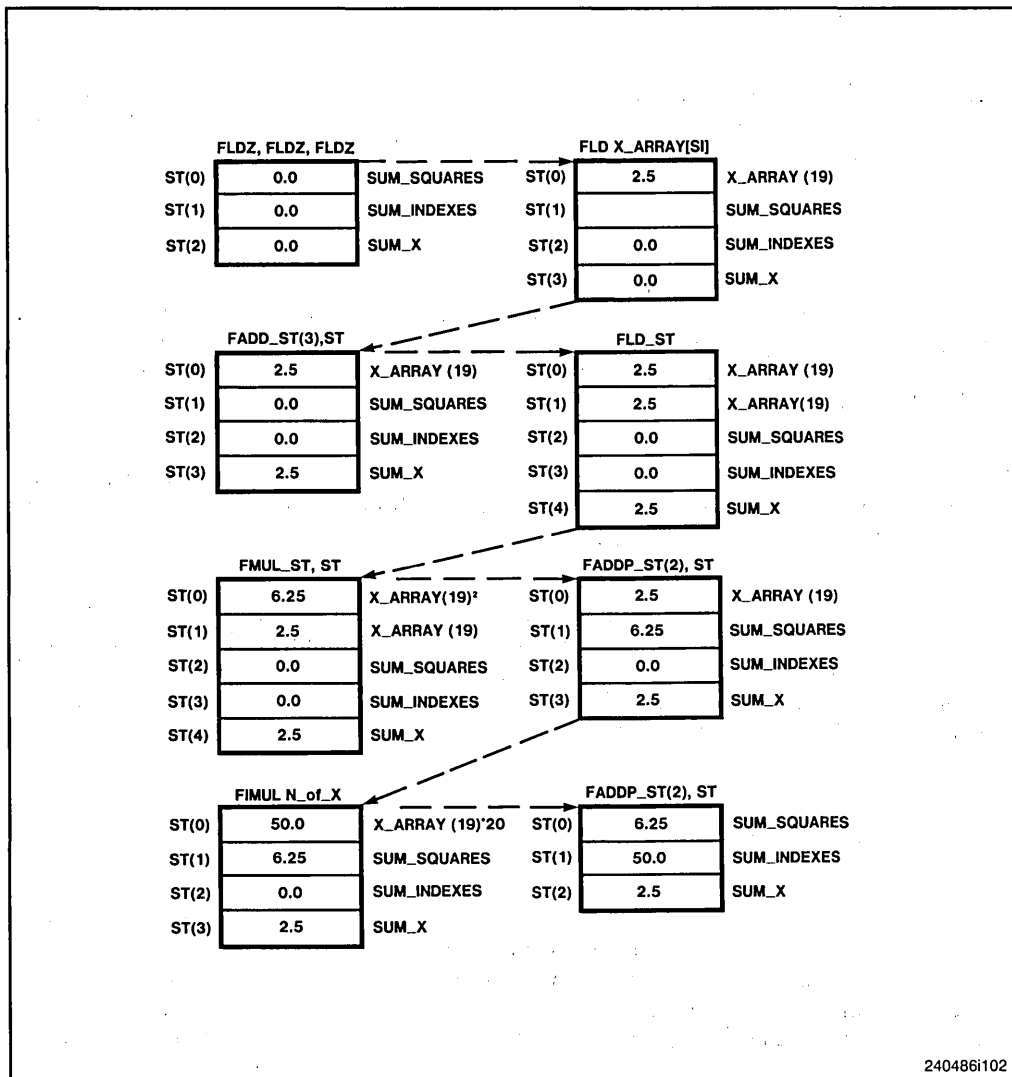 FLDZ, FLDZ, FLDZ
ST(0) 0.0 SUM_SQUARES
ST(1) 0.0 SUM_INDEXES
ST(2) 0.0 SUM_X
FLD X_ARRAY[SI]
ST(0) 2.5 X_ARRAY (19)
ST(1) SUM_SQUARES
ST(2) 0.0 SUM_INDEXES
ST(3) 0.0 SUM_X
FADD_ST(3),ST
ST(0) 2.5 X_ARRAY (19)
ST(1) 0.0 SUM_SQUARES
ST(2) 0.0 SUM_INDEXES
ST(3) 2.5 SUM_X
FLD_ST
ST(0) 2.5 X_ARRAY (19)
ST(1) 2.5 X_ARRAY(19)
ST(2) 0.0 SUM_SQUARES
ST(3) 0.0 SUM_INDEXES
ST(4) 2.5 SUM_X
FMUL_ST, ST
ST(0) 6.25 X_ARRAY(19)²
ST(1) 2.5 X_ARRAY (19)
ST(2) 0.0 SUM_SQUARES
ST(3) 0.0 SUM_INDEXES
ST(4) 2.5 SUM_X
FADDP_ST(2), ST
ST(0) 2.5 X_ARRAY (19)
ST(1) 6.25 SUM_SQUARES
ST(2) 0.0 SUM_INDEXES
ST(3) 2.5 SUM_X
FIMUL N_of_X
ST(0) 50.0 X_ARRAY (19)*20
ST(1) 6.25 SUM_SQUARES
ST(2) 0.0 SUM_INDEXES
ST(3) 2.5 SUM_X
FADDP_ST(2), ST
ST(0) 6.25 SUM_SQUARES
ST(1) 50.0 SUM_INDEXES
ST(2) 2.5 SUM_X
240486i102